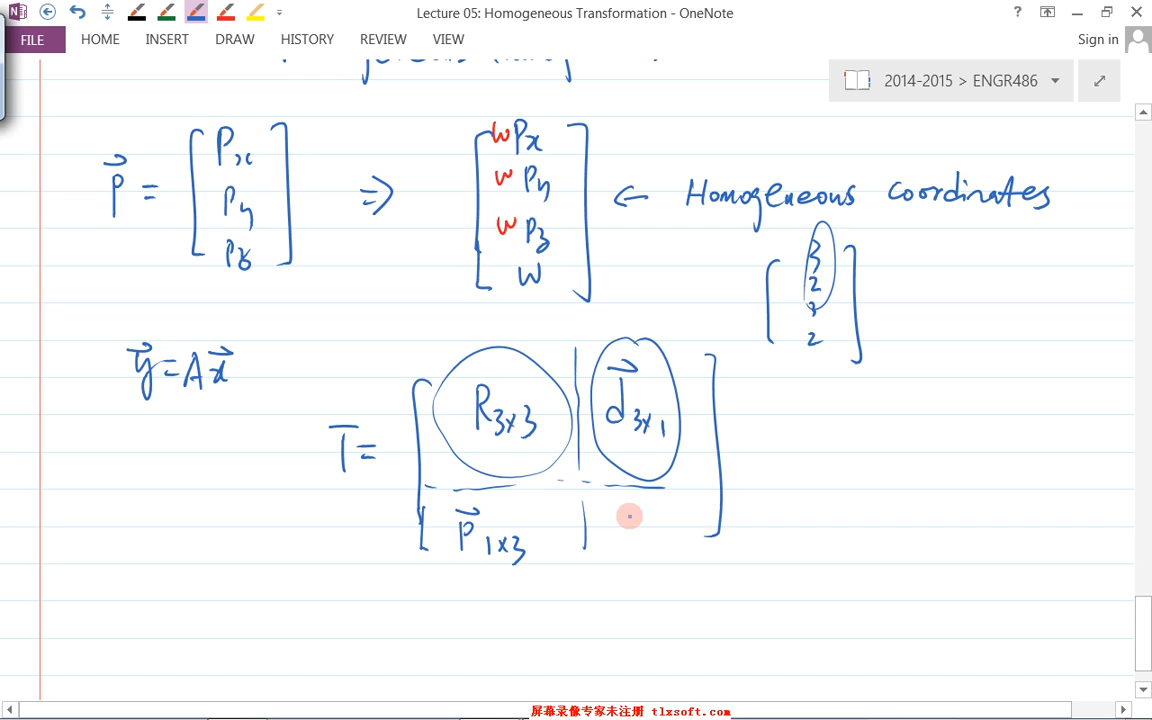 Lecture 05: Homogeneous Transformation - OneNote
FILE HOME INSERT DRAW HISTORY REVIEW VIEW Sign in
2014-2015 > ENGR486
P = [ Px Py Pz ] ⇒ [ wPx wPy wPz w ] ← Homogeneous coordinates
[ 3 2 3 2 ]
y = A x
T = [ R3x3 | d3x1
P1x3 | ]
屏幕录像专家未注册 tlxsoft.com